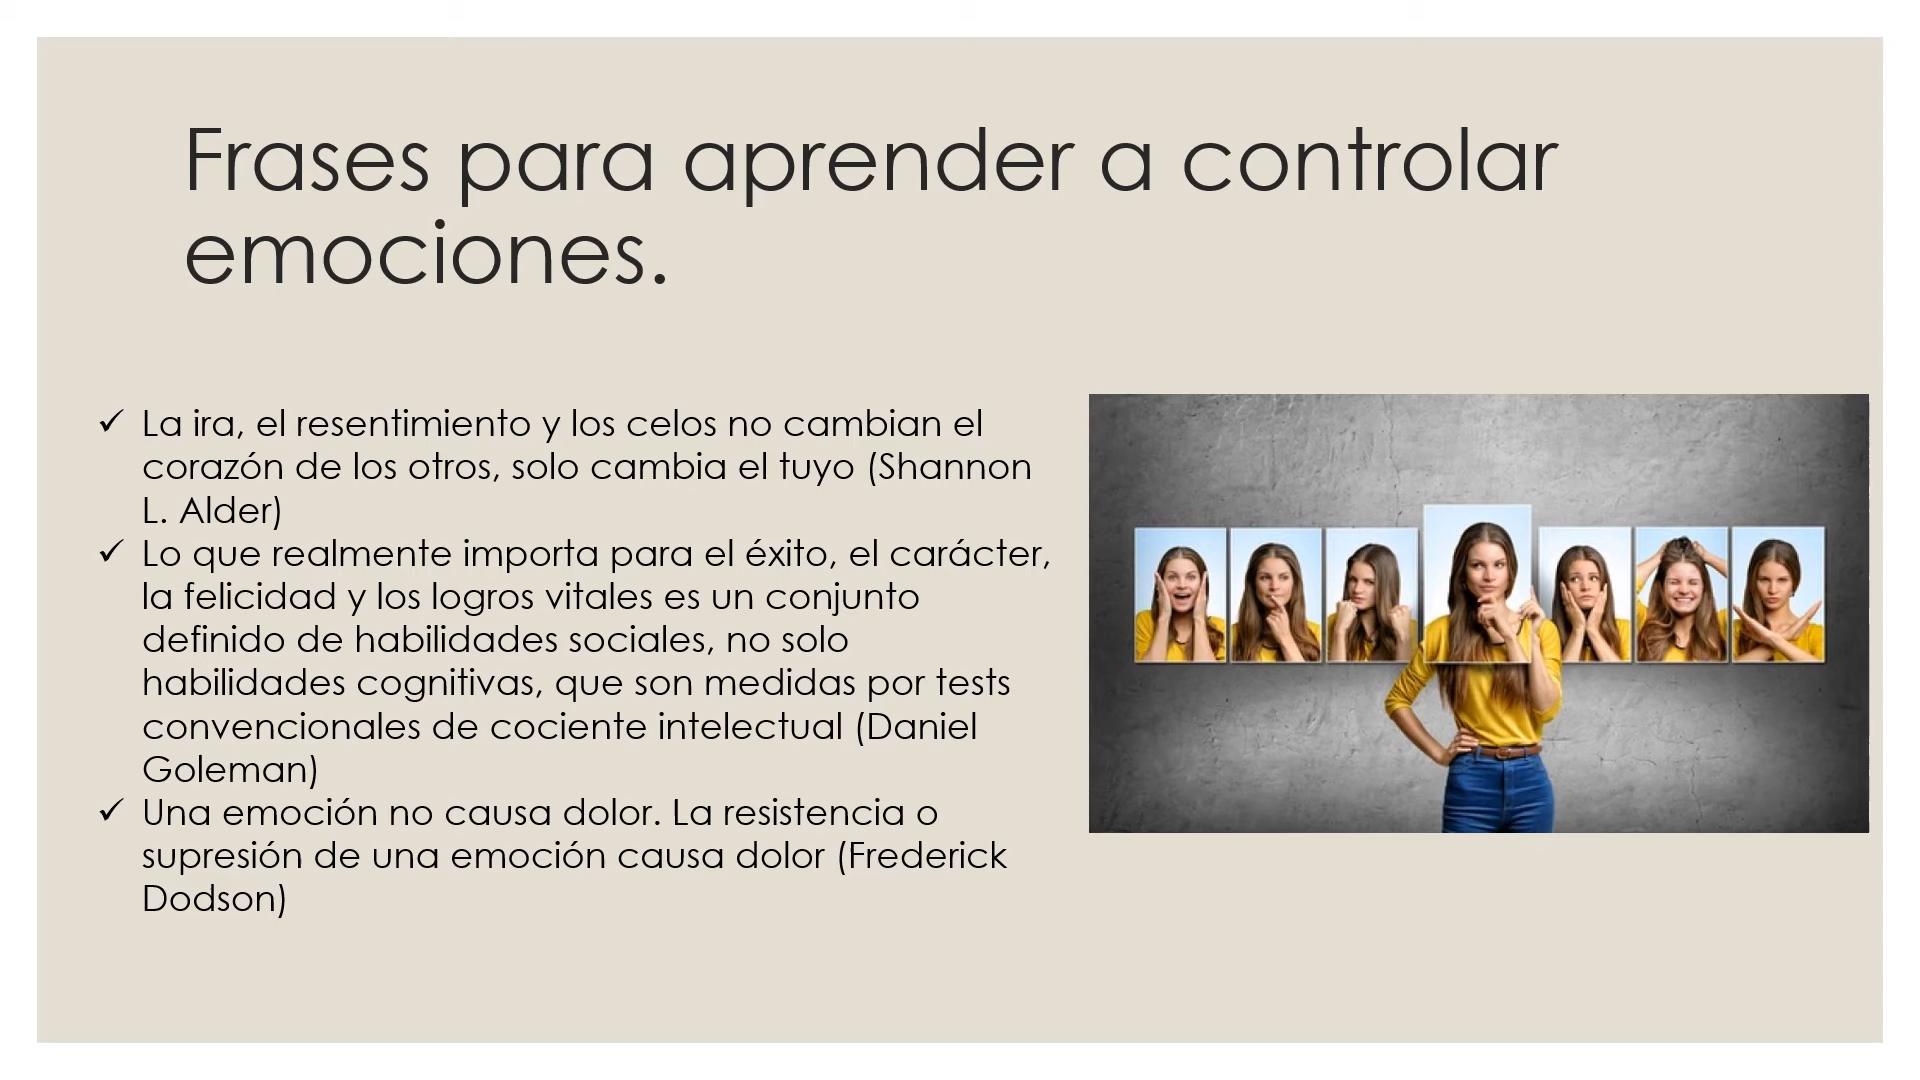 Frases para aprender a controlar
emociones.
✓ La ira, el resentimiento y los celos no cambian el
corazón de los otros, solo cambia el tuyo (Shannon
L. Alder)
✓ Lo que realmente importa para el éxito, el carácter,
la felicidad y los logros vitales es un conjunto
definido de habilidades sociales, no solo
habilidades cognitivas, que son medidas por tests
convencionales de cociente intelectual (Daniel
Goleman)
✓ Una emoción no causa dolor. La resistencia o
supresión de una emoción causa dolor (Frederick
Dodson)